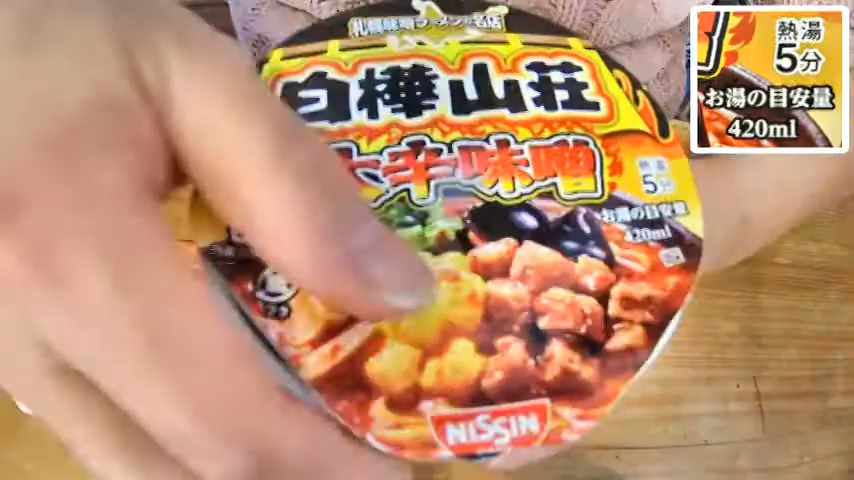 札幌味噌ラーメンの名店
白樺山荘
辛味噌
熱湯
5分
お湯の目安量
420ml
NISSIN
熱湯
5分
お湯の目安量
420ml